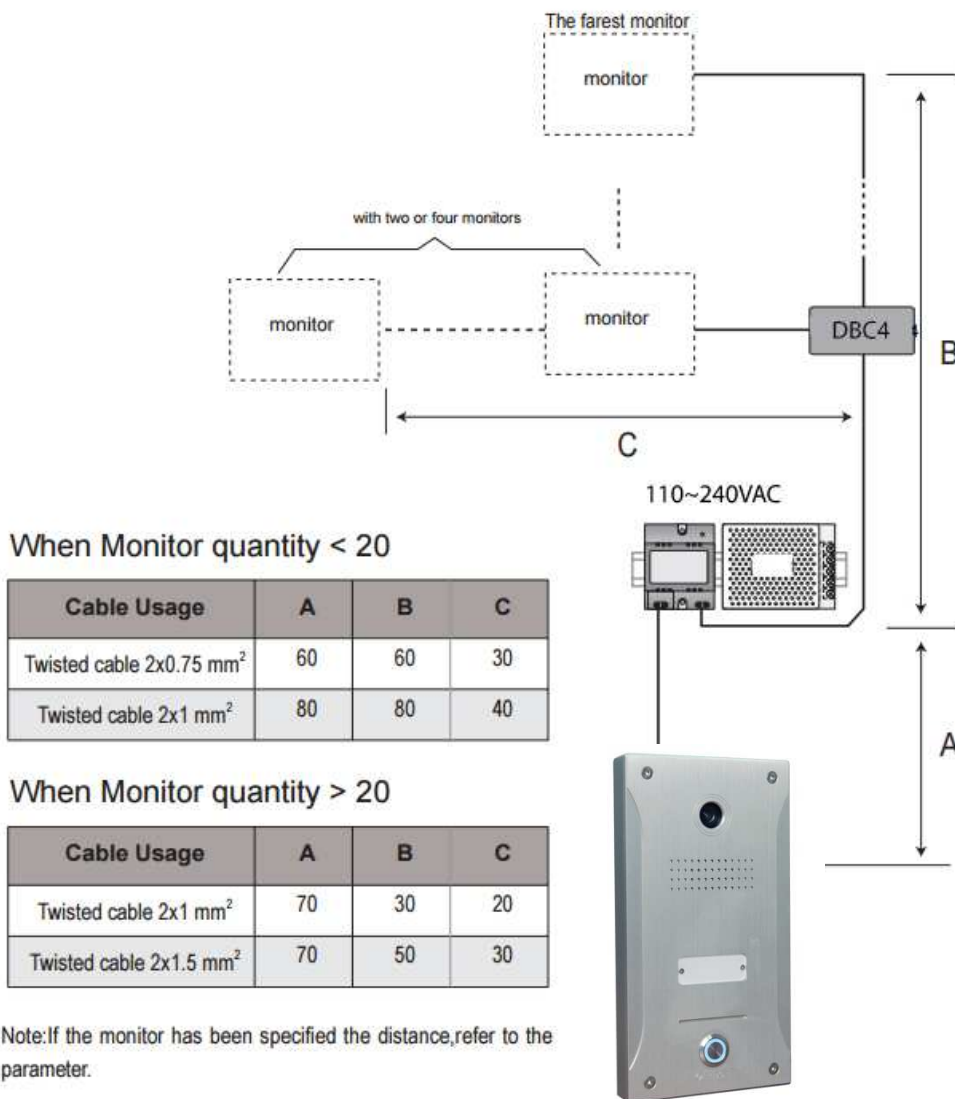 The farest monitor
monitor
with two or four monitors
monitor
monitor
DBC4
B
C
110~240VAC
When Monitor quantity < 20
Cable Usage A B C
Twisted cable 2x0.75 mm² 60 60 30
Twisted cable 2x1 mm² 80 80 40
A
When Monitor quantity > 20
Cable Usage A B C
Twisted cable 2x1 mm² 70 30 20
Twisted cable 2x1.5 mm² 70 50 30
Note:If the monitor has been specified the distance,refer to the
parameter.